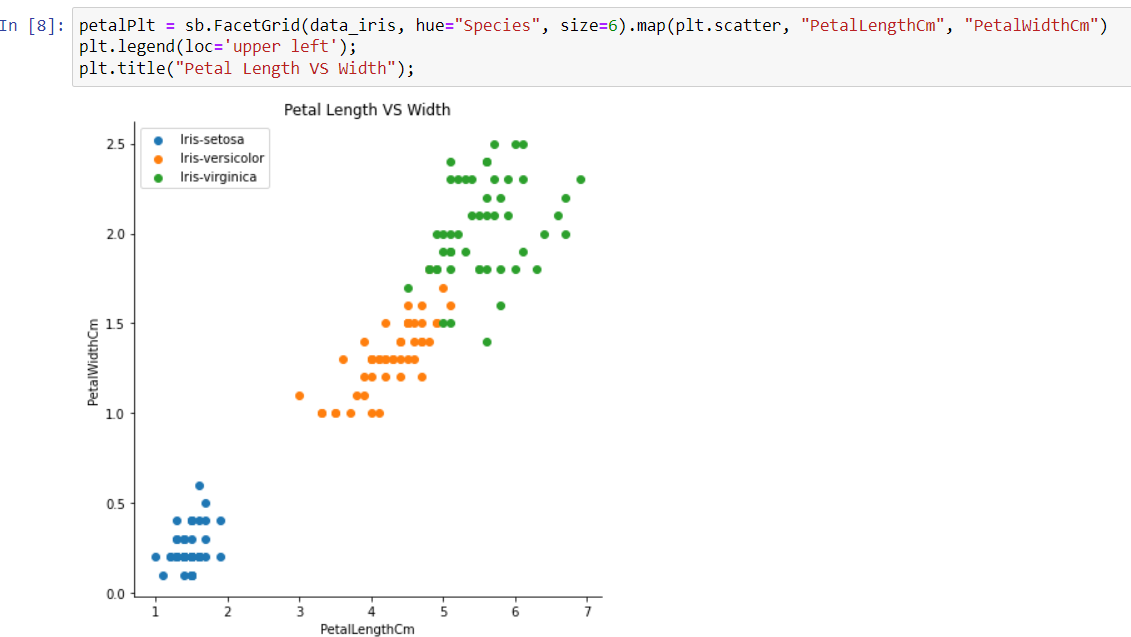 In [8]: petalPlt = sb.FacetGrid(data_iris, hue="Species", size=6).map(plt.scatter, "PetalLengthCm", "PetalWidthCm")
plt.legend(loc='upper left');
plt.title("Petal Length VS Width");
Petal Length VS Width
Iris-setosa
Iris-versicolor
Iris-virginica
2.5
2.0
1.5
1.0
0.5
0.0
PetalWidthCm
1 2 3 4 5 6 7
PetalLengthCm